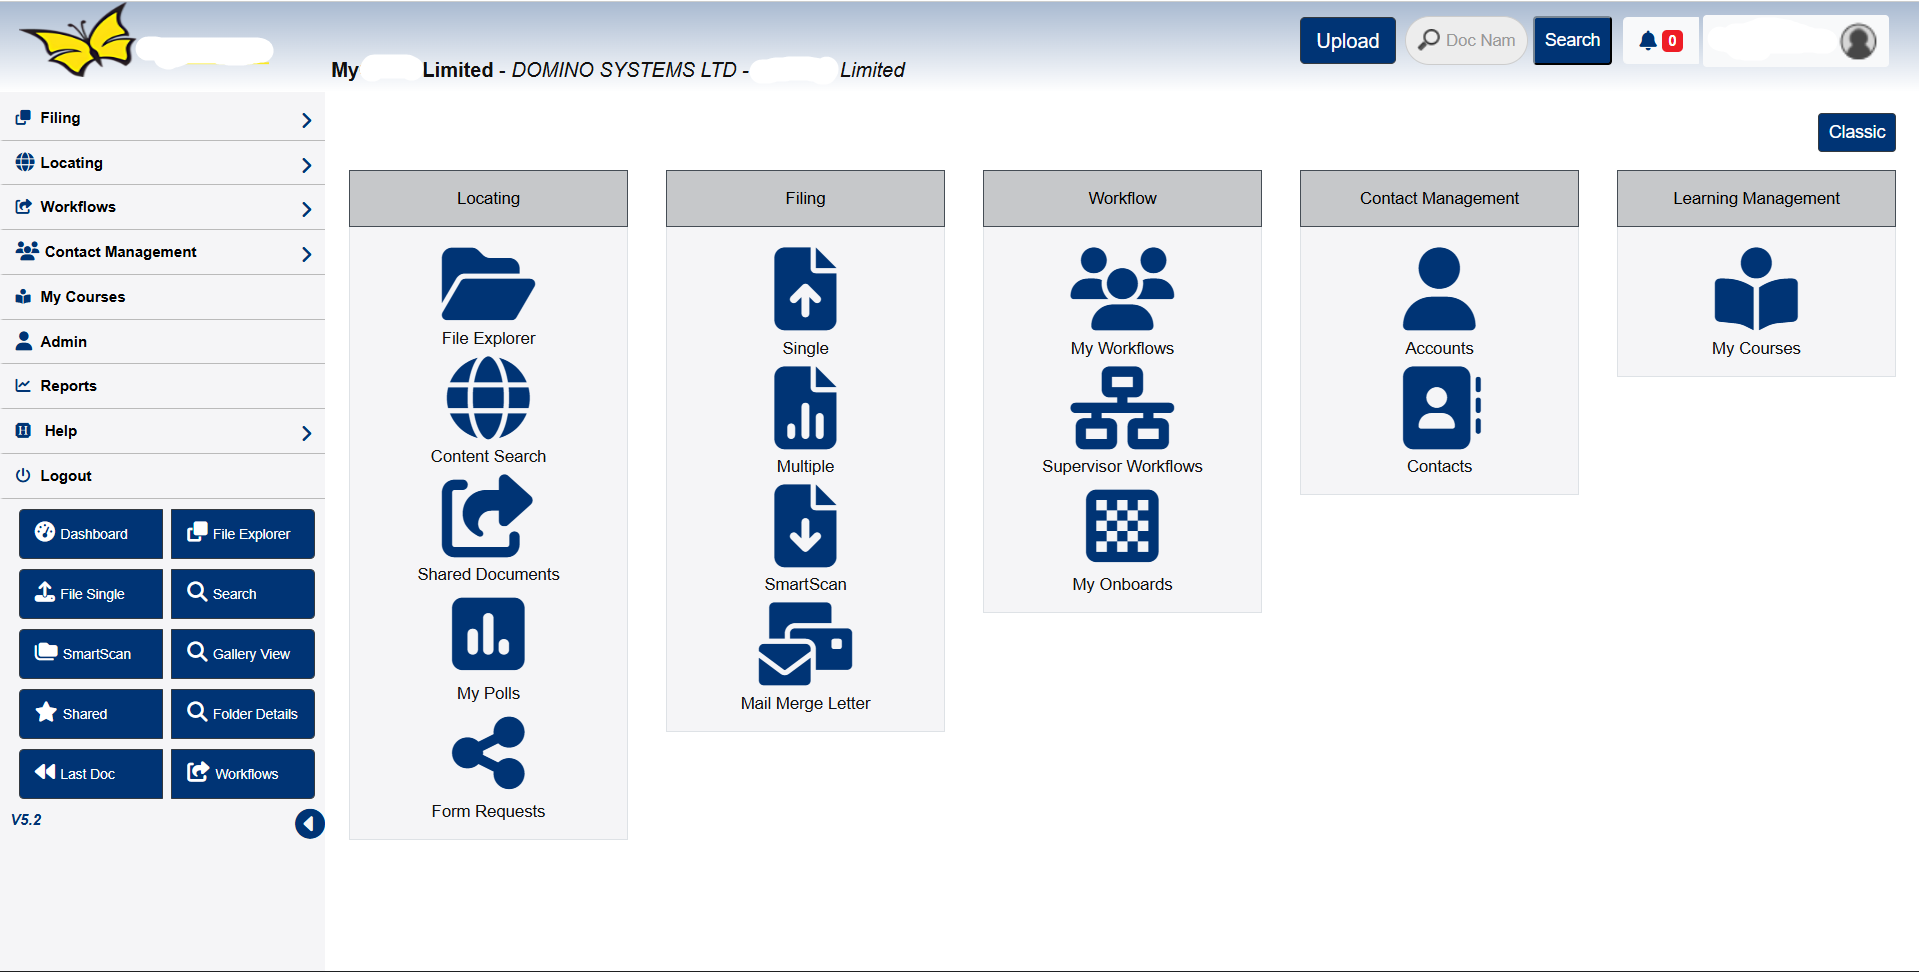 Upload
Doc Nam
Search
0
My Limited - DOMINO SYSTEMS LTD - Limited
Filing
Locating
Workflows
Contact Management
My Courses
Admin
Reports
H Help
Logout
Dashboard
File Explorer
File Single
Search
SmartScan
Gallery View
Shared
Folder Details
Last Doc
Workflows
V5.2
Classic
Locating
File Explorer
Content Search
Shared Documents
My Polls
Form Requests
Filing
Single
Multiple
SmartScan
Mail Merge Letter
Workflow
My Workflows
Supervisor Workflows
My Onboards
Contact Management
Accounts
Contacts
Learning Management
My Courses